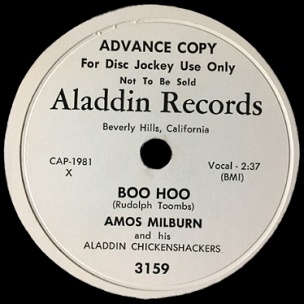 ADVANCE COPY
For Disc Jockey Use Only
Not To Be Sold
Aladdin Records
Beverly Hills, California
CAP-1981
X
Vocal - 2:37
(BMI)
BOO HOO
(Rudolph Toombs)
AMOS MILBURN
and his
ALADDIN CHICKENSHACKERS
3159